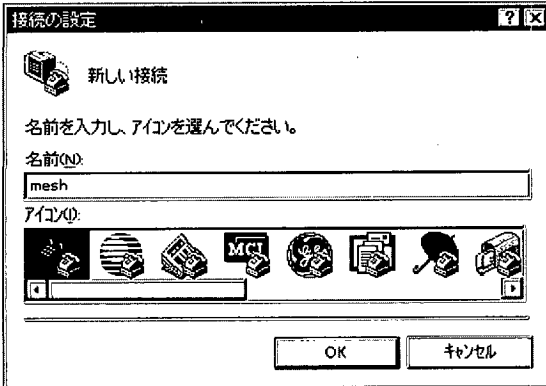 接続の設定
新しい接続
名前を入力し、アイコンを選んでください。
名前(N):
mesh
アイコン(I):
MCI
OK
キャンセル